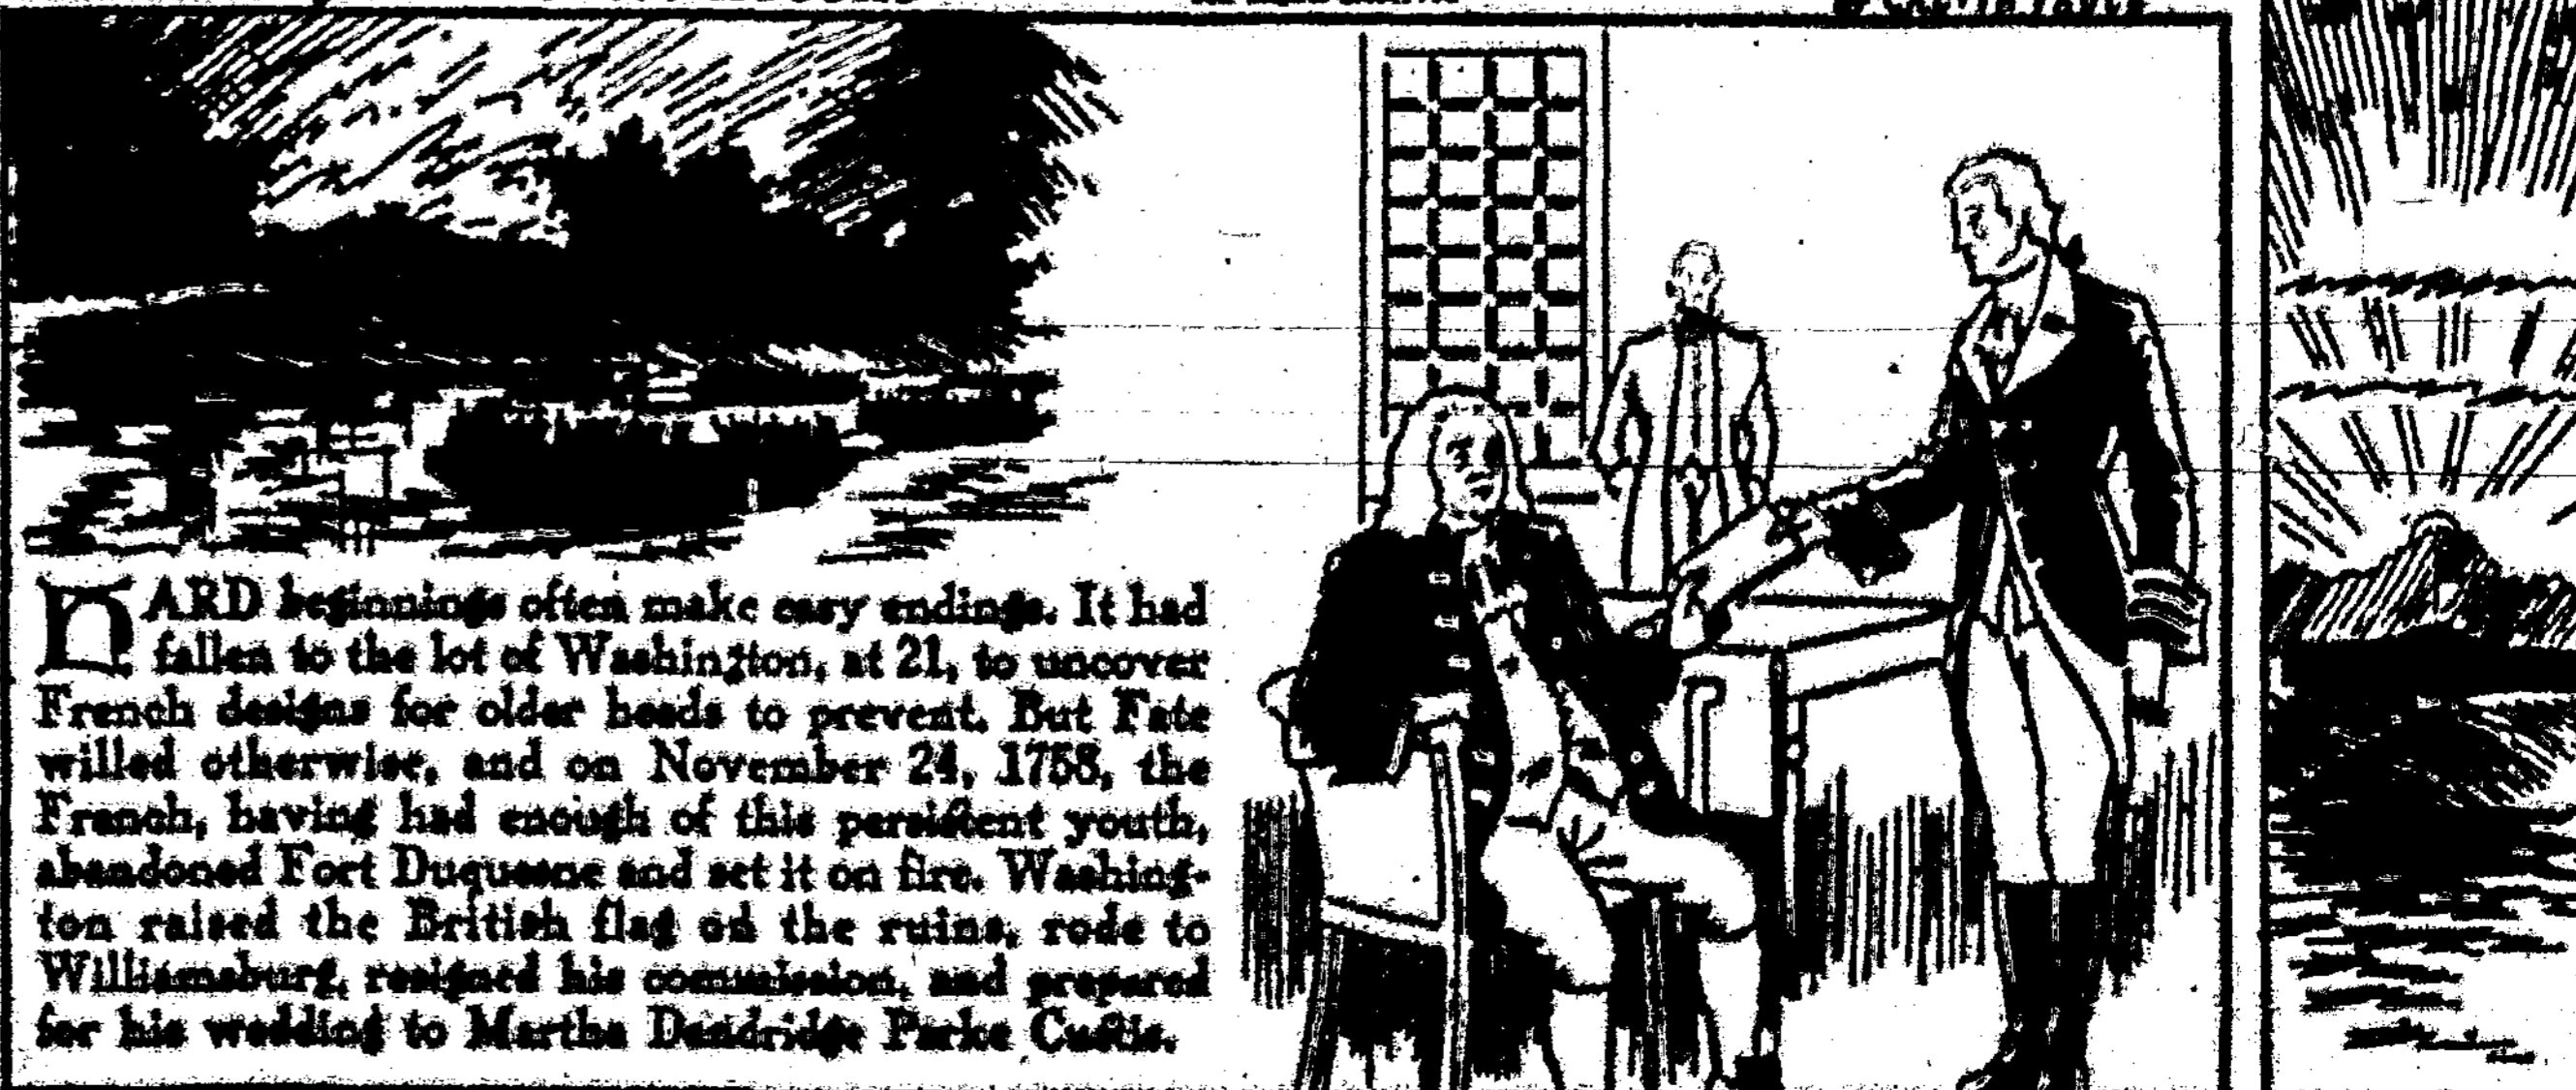 HARD beginnings often make easy endings. It had
fallen to the lot of Washington, at 21, to uncover
French designs for older heads to prevent. But Fate
willed otherwise, and on November 24, 1758, the
French, having had enough of this persistent youth,
abandoned Fort Duquesne and set it on fire. Washing-
ton raised the British flag on the ruins, rode to
Williamsburg, resigned his commission, and prepared
for his wedding to Martha Dandridge Parke Custis.